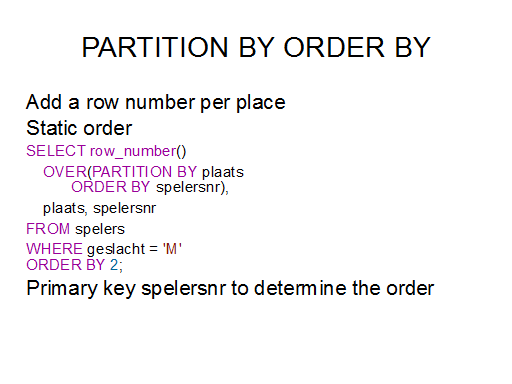 PARTITION BY ORDER BY
Add a row number per place
Static order
SELECT row_number()
OVER(PARTITION BY plaats
ORDER BY spelersnr),
plaats, spelersnr
FROM spelers
WHERE geslacht = 'M'
ORDER BY 2;
Primary key spelersnr to determine the order